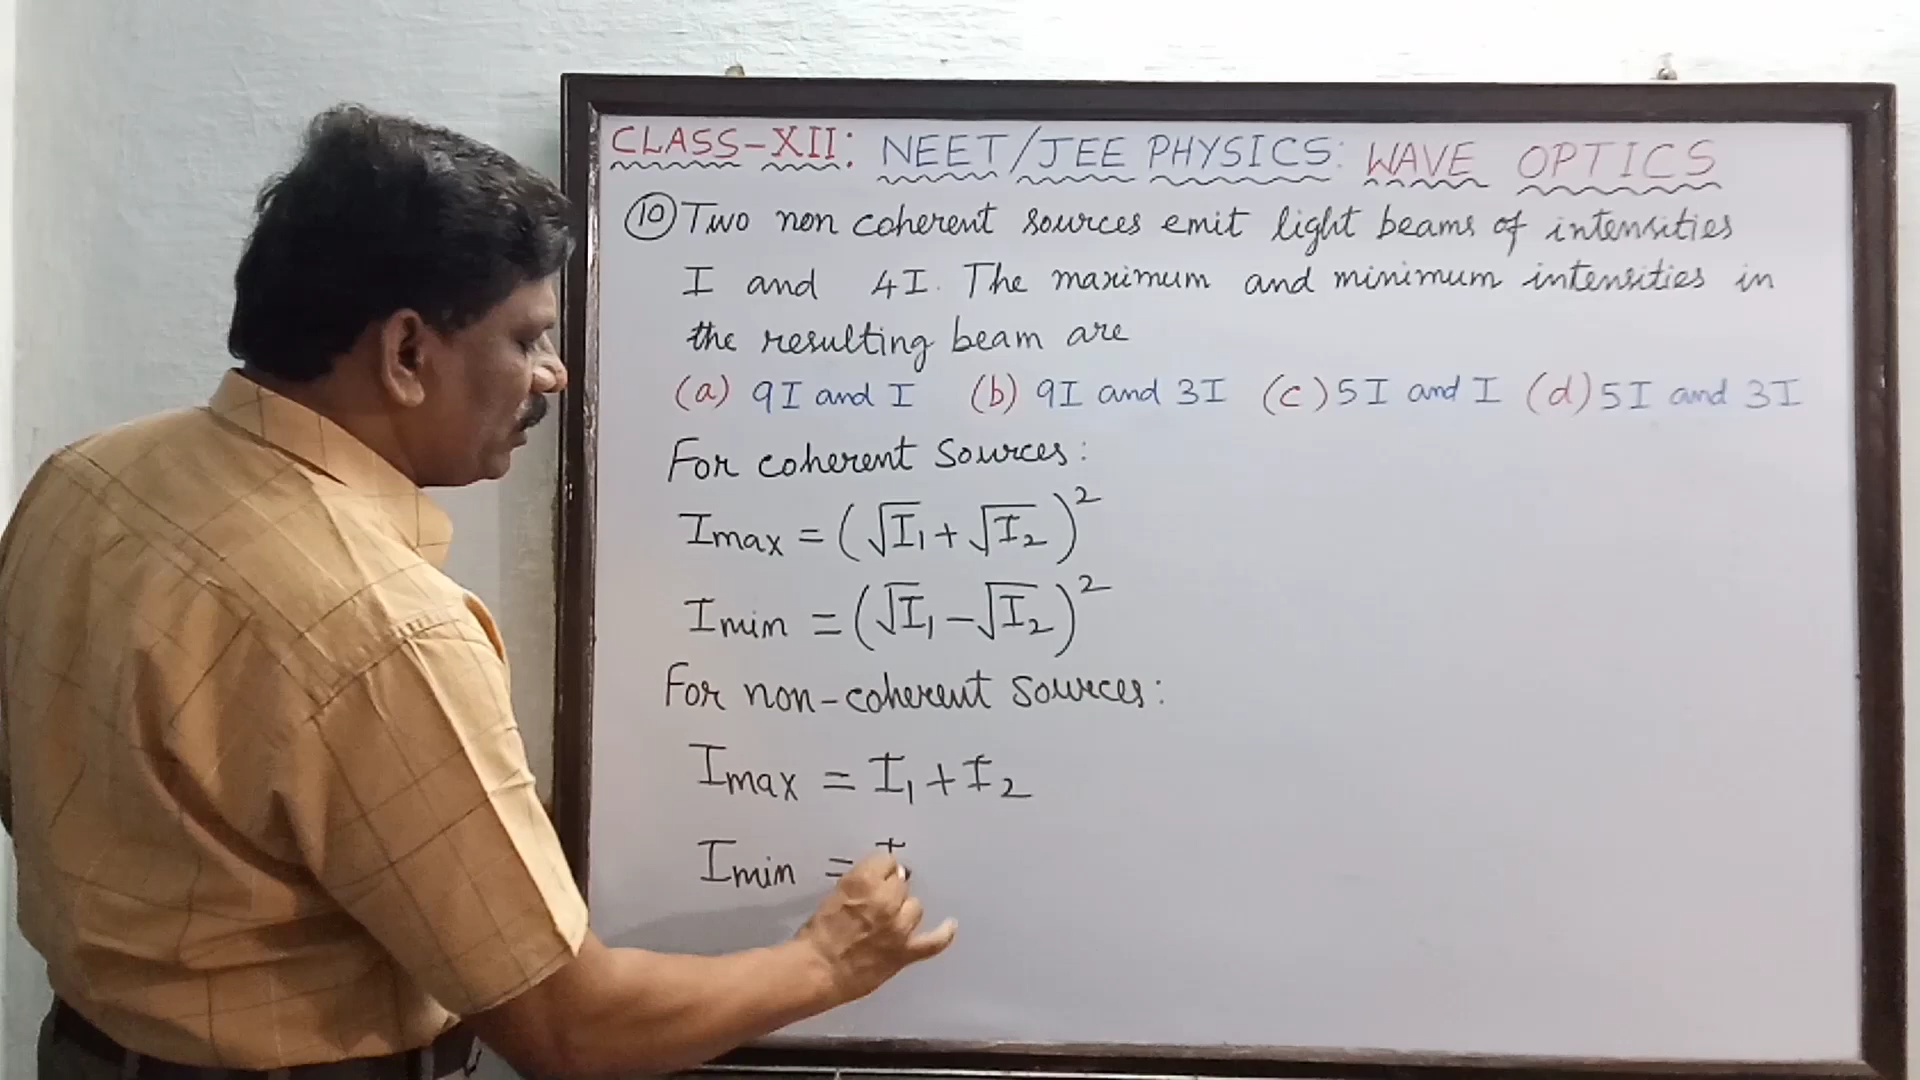 CLASS-XII: NEET/JEE PHYSICS: WAVE OPTICS
10 Two non coherent sources emit light beams of intensities
I and 4I. The maximum and minimum intensities in
the resulting beam are
(a) 9I and I (b) 9I and 3I (c) 5I and I (d) 5I and 3I
For coherent Sources:
Imax = (√I₁ + √I₂)²
Imin = (√I₁ - √I₂)²
For non-coherent Sources:
Imax = I₁ + I₂
Imin = I